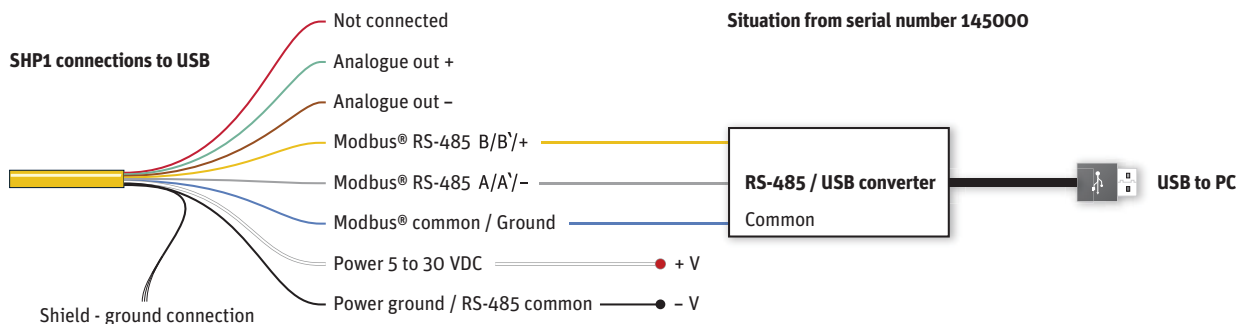 Not connected
Situation from serial number 145000
SHP1 connections to USB
Analogue out +
Analogue out –
Modbus® RS-485 B/B‵/+
Modbus® RS-485 A/A‵/–
RS-485 / USB converter
USB to PC
Modbus® common / Ground
Common
Power 5 to 30 VDC
+ V
Power ground / RS-485 common
– V
Shield - ground connection